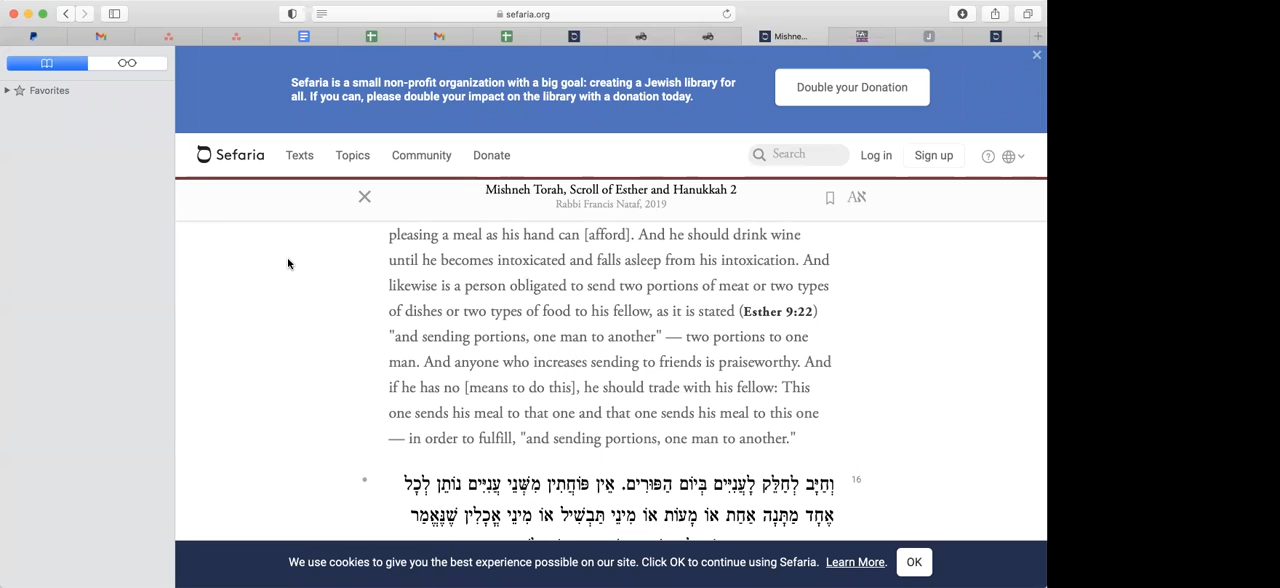 sefaria.org
Mishne...
Favorites
Sefaria is a small non-profit organization with a big goal: creating a Jewish library for
all. If you can, please double your impact on the library with a donation today.
Double your Donation
Sefaria
Texts
Topics
Community
Donate
Search
Log in
Sign up
Mishneh Torah, Scroll of Esther and Hanukkah 2
Rabbi Francis Nataf, 2019
pleasing a meal as his hand can [afford]. And he should drink wine
until he becomes intoxicated and falls asleep from his intoxication. And
likewise is a person obligated to send two portions of meat or two types
of dishes or two types of food to his fellow, as it is stated (Esther 9:22)
"and sending portions, one man to another" — two portions to one
man. And anyone who increases sending to friends is praiseworthy. And
if he has no [means to do this], he should trade with his fellow: This
one sends his meal to that one and that one sends his meal to this one
— in order to fulfill, "and sending portions, one man to another."
16
וְחַיָּב לְחַלֵּק לָעֲנִיִּים בְּיוֹם הַפּוּרִים. אֵין פּוֹחֲתִין מִשְּׁנֵי עֲנִיִּים נוֹתֵן לְכָל
אֶחָד מַתָּנָה אַחַת אוֹ מָעוֹת אוֹ מִינֵי תַּבְשִׁיל אוֹ מִינֵי אֳכָלִין שֶׁנֶּאֱמַר
We use cookies to give you the best experience possible on our site. Click OK to continue using Sefaria. Learn More.
OK